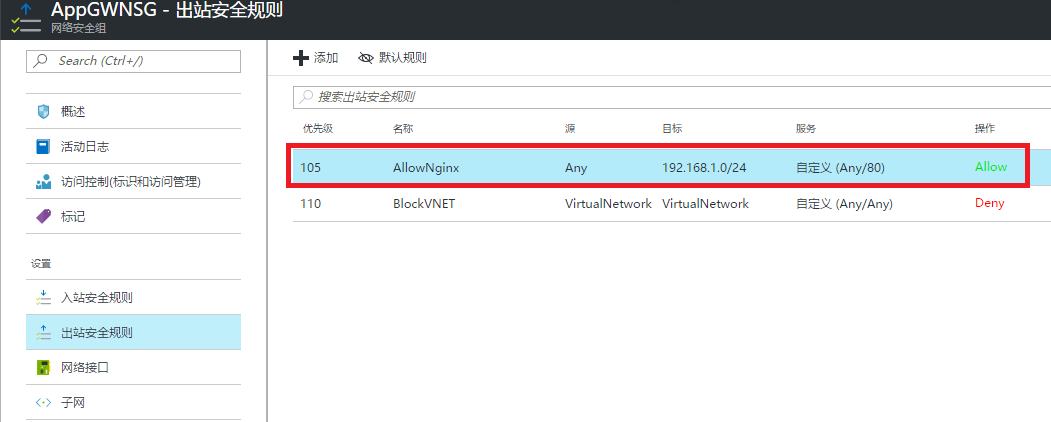 AppGWNSG - 出站安全规则
网络安全组
Search (Ctrl+/)
概述
活动日志
访问控制(标识和访问管理)
标记
设置
入站安全规则
出站安全规则
网络接口
子网
添加 默认规则
搜索出站安全规则
优先级 名称 源 目标 服务 操作
105 AllowNginx Any 192.168.1.0/24 自定义 (Any/80) Allow
110 BlockVNET VirtualNetwork VirtualNetwork 自定义 (Any/Any) Deny